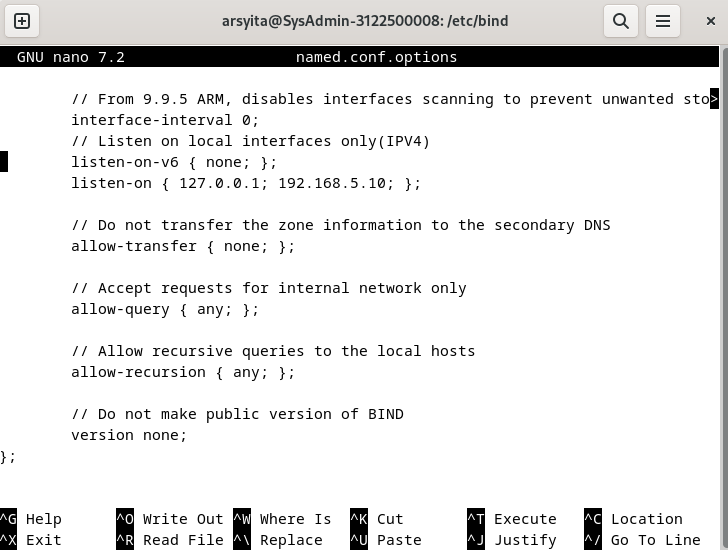 arsyita@SysAdmin-3122500008: /etc/bind
GNU nano 7.2 named.conf.options
// From 9.9.5 ARM, disables interfaces scanning to prevent unwanted sto>
interface-interval 0;
// Listen on local interfaces only(IPV4)
listen-on-v6 { none; };
listen-on { 127.0.0.1; 192.168.5.10; };
// Do not transfer the zone information to the secondary DNS
allow-transfer { none; };
// Accept requests for internal network only
allow-query { any; };
// Allow recursive queries to the local hosts
allow-recursion { any; };
// Do not make public version of BIND
version none;
};
^G Help ^O Write Out ^W Where Is ^K Cut ^T Execute ^C Location
^X Exit ^R Read File ^\ Replace ^U Paste ^J Justify ^/ Go To Line